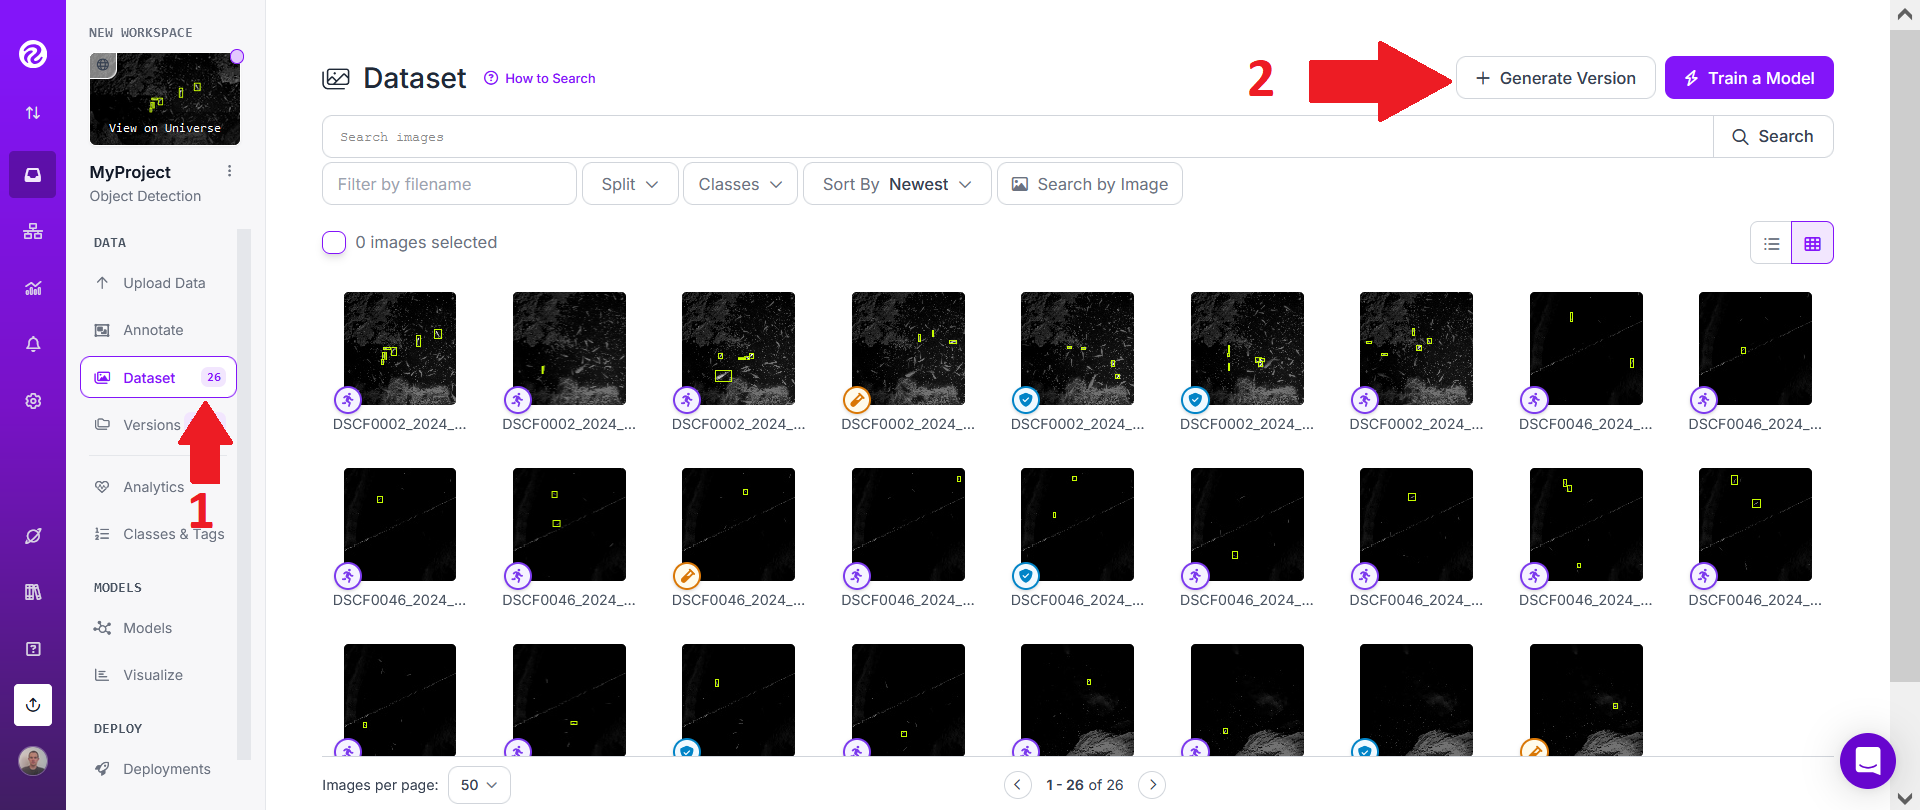 NEW WORKSPACE
View on Universe
MyProject
Object Detection
DATA
Upload Data
Annotate
Dataset 26
Versions
Analytics
1
Classes & Tags
MODELS
Models
Visualize
DEPLOY
Deployments
Dataset How to Search
2
+ Generate Version Train a Model
Search images Search
Filter by filename Split Classes Sort By Newest Search by Image
0 images selected
DSCF0002_2024_... DSCF0002_2024_... DSCF0002_2024_... DSCF0002_2024_... DSCF0002_2024_... DSCF0002_2024_... DSCF0002_2024_... DSCF0046_2024_... DSCF0046_2024_...
DSCF0046_2024_... DSCF0046_2024_... DSCF0046_2024_... DSCF0046_2024_... DSCF0046_2024_... DSCF0046_2024_... DSCF0046_2024_... DSCF0046_2024_... DSCF0046_2024_...
Images per page: 50 1 - 26 of 26